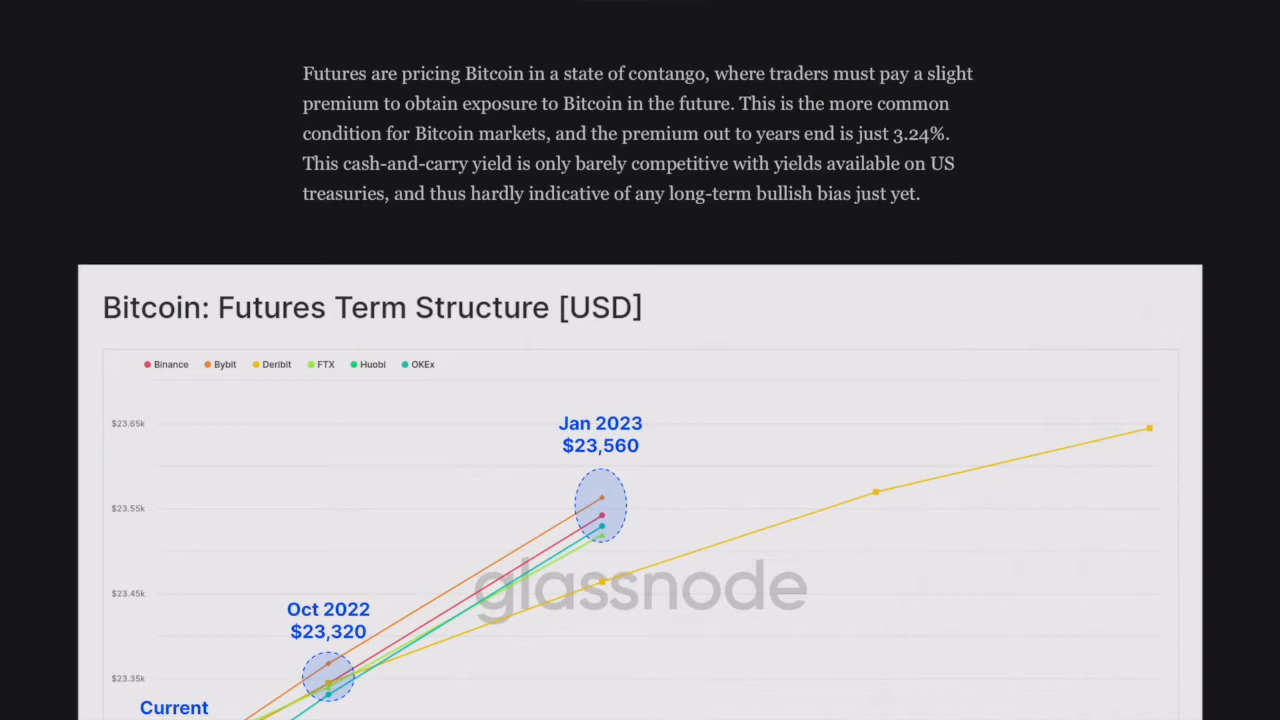 Futures are pricing Bitcoin in a state of contango, where traders must pay a slight
premium to obtain exposure to Bitcoin in the future. This is the more common
condition for Bitcoin markets, and the premium out to years end is just 3.24%.
This cash-and-carry yield is only barely competitive with yields available on US
treasuries, and thus hardly indicative of any long-term bullish bias just yet.
Bitcoin: Futures Term Structure [USD]
Binance Bybit Deribit FTX Huobi OKEx
$23.65k
Jan 2023
$23,560
$23.55k
glassnode
$23.45k
Oct 2022
$23,320
$23.35k
Current